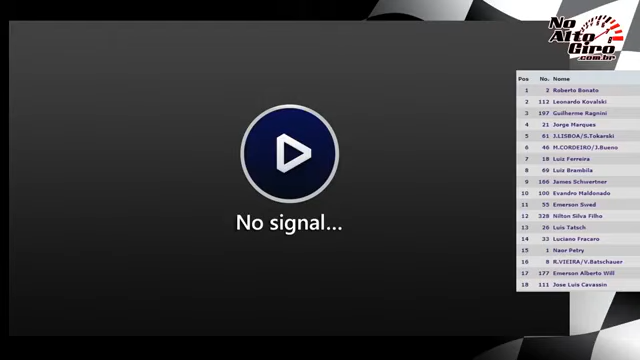 No
Alto
Giro
.com.br
Pos No. Nome
1 2 Roberto Bonato
2 112 Leonardo Kovalski
3 197 Guilherme Ragnini
4 21 Jorge Marques
5 61 J.LISBOA/S.Tokarski
6 46 M.CORDEIRO/J.Bueno
7 18 Luiz Ferreira
8 69 Luiz Brambila
9 166 James Schwertner
10 100 Evandro Maldonado
11 55 Emerson Swed
12 328 Nilton Silva Filho
13 26 Luis Tatsch
14 33 Luciano Fracaro
15 1 Naor Petry
16 8 R.VIEIRA/V.Batschauer
17 177 Emerson Alberto Will
18 111 Jose Luis Cavassin
No signal...